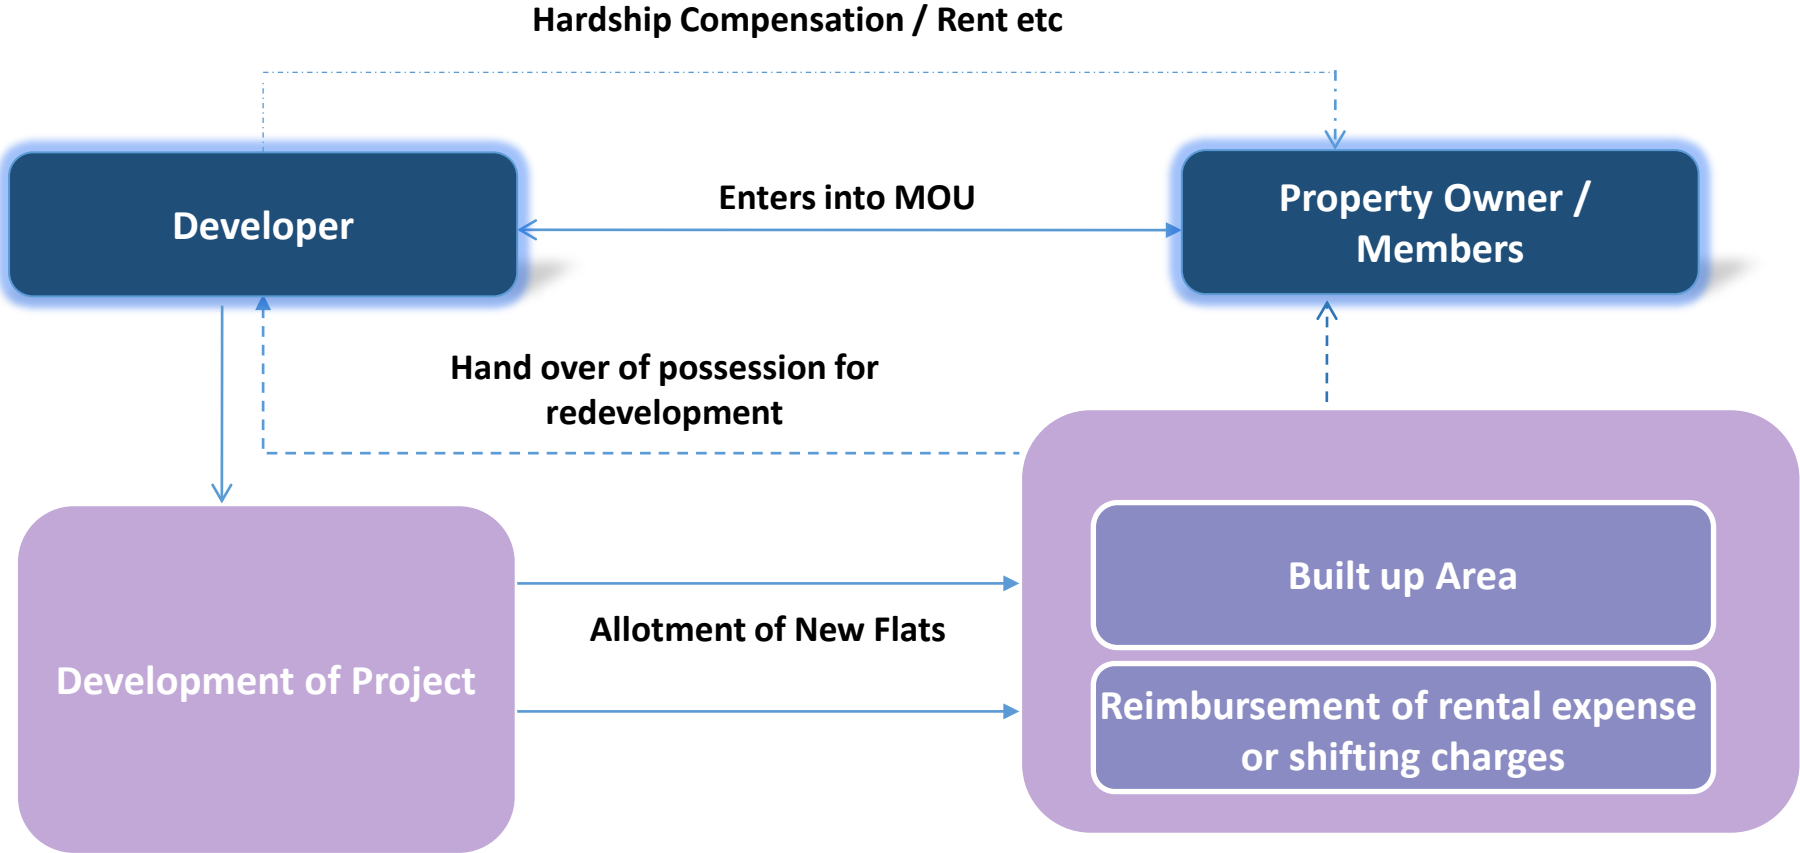 Hardship Compensation / Rent etc
Developer
Enters into MOU
Property Owner /
Members
Hand over of possession for
redevelopment
Development of Project
Allotment of New Flats
Built up Area
Reimbursement of rental expense
or shifting charges